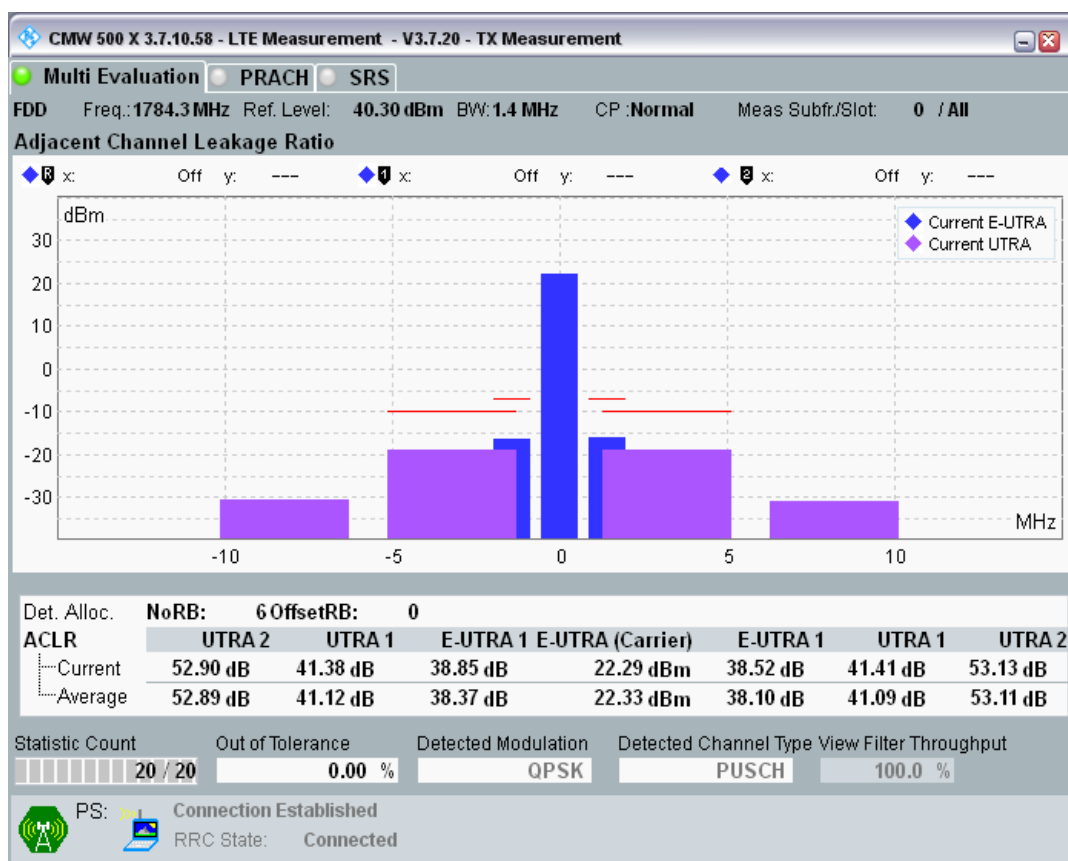 CMW 500 X 3.7.10.58 - LTE Measurement - V3.7.20 - TX Measurement
Multi Evaluation PRACH SRS
FDD Freq.: 1784.3 MHz Ref. Level: 40.30 dBm BW: 1.4 MHz CP : Normal Meas Subfr./Slot: 0 / All
Adjacent Channel Leakage Ratio
R x: Off y: --- 1 x: Off y: --- 2 x: Off y: ---
dBm
Current E-UTRA
Current UTRA
30
20
10
0
-10
-20
-30
MHz
-10 -5 0 5 10
Det. Alloc. NoRB: 6 OffsetRB: 0
ACLR UTRA 2 UTRA 1 E-UTRA 1 E-UTRA (Carrier) E-UTRA 1 UTRA 1 UTRA 2
Current 52.90 dB 41.38 dB 38.85 dB 22.29 dBm 38.52 dB 41.41 dB 53.13 dB
Average 52.89 dB 41.12 dB 38.37 dB 22.33 dBm 38.10 dB 41.09 dB 53.11 dB
Statistic Count Out of Tolerance Detected Modulation Detected Channel Type View Filter Throughput
20 / 20 0.00 % QPSK PUSCH 100.0 %
PS: Connection Established
RRC State: Connected